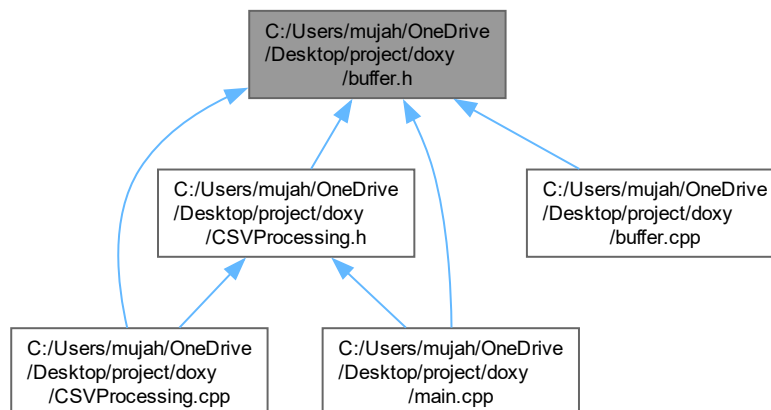 C:/Users/mujah/OneDrive
/Desktop/project/doxy
/buffer.h
C:/Users/mujah/OneDrive
/Desktop/project/doxy
/CSVProcessing.h
C:/Users/mujah/OneDrive
/Desktop/project/doxy
/buffer.cpp
C:/Users/mujah/OneDrive
/Desktop/project/doxy
/CSVProcessing.cpp
C:/Users/mujah/OneDrive
/Desktop/project/doxy
/main.cpp